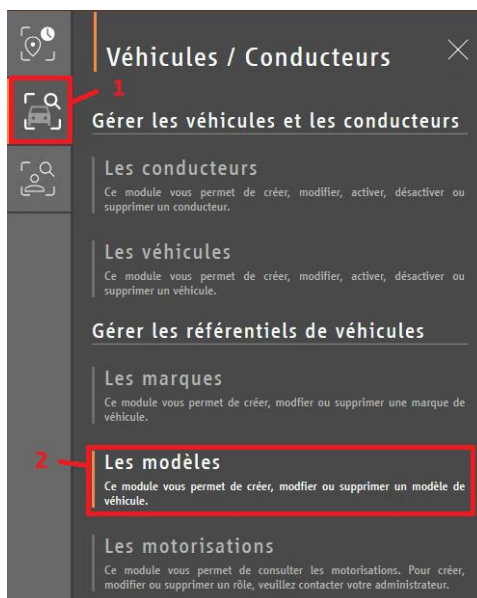 Véhicules / Conducteurs
1
Gérer les véhicules et les conducteurs
Les conducteurs
Ce module vous permet de créer, modifier, activer, désactiver ou
supprimer un conducteur.
Les véhicules
Ce module vous permet de créer, modifier, activer, désactiver ou
supprimer un véhicule.
Gérer les référentiels de véhicules
Les marques
Ce module vous permet de créer, modfier ou supprimer une marque de
véhicule.
2
Les modèles
Ce module vous permet de créer, modfier ou supprimer un modèle de
véhicule.
Les motorisations
Ce module vous permet de consulter les motorisations. Pour créer,
modifier ou supprimer un rôle, veuillez contacter votre administrateur.